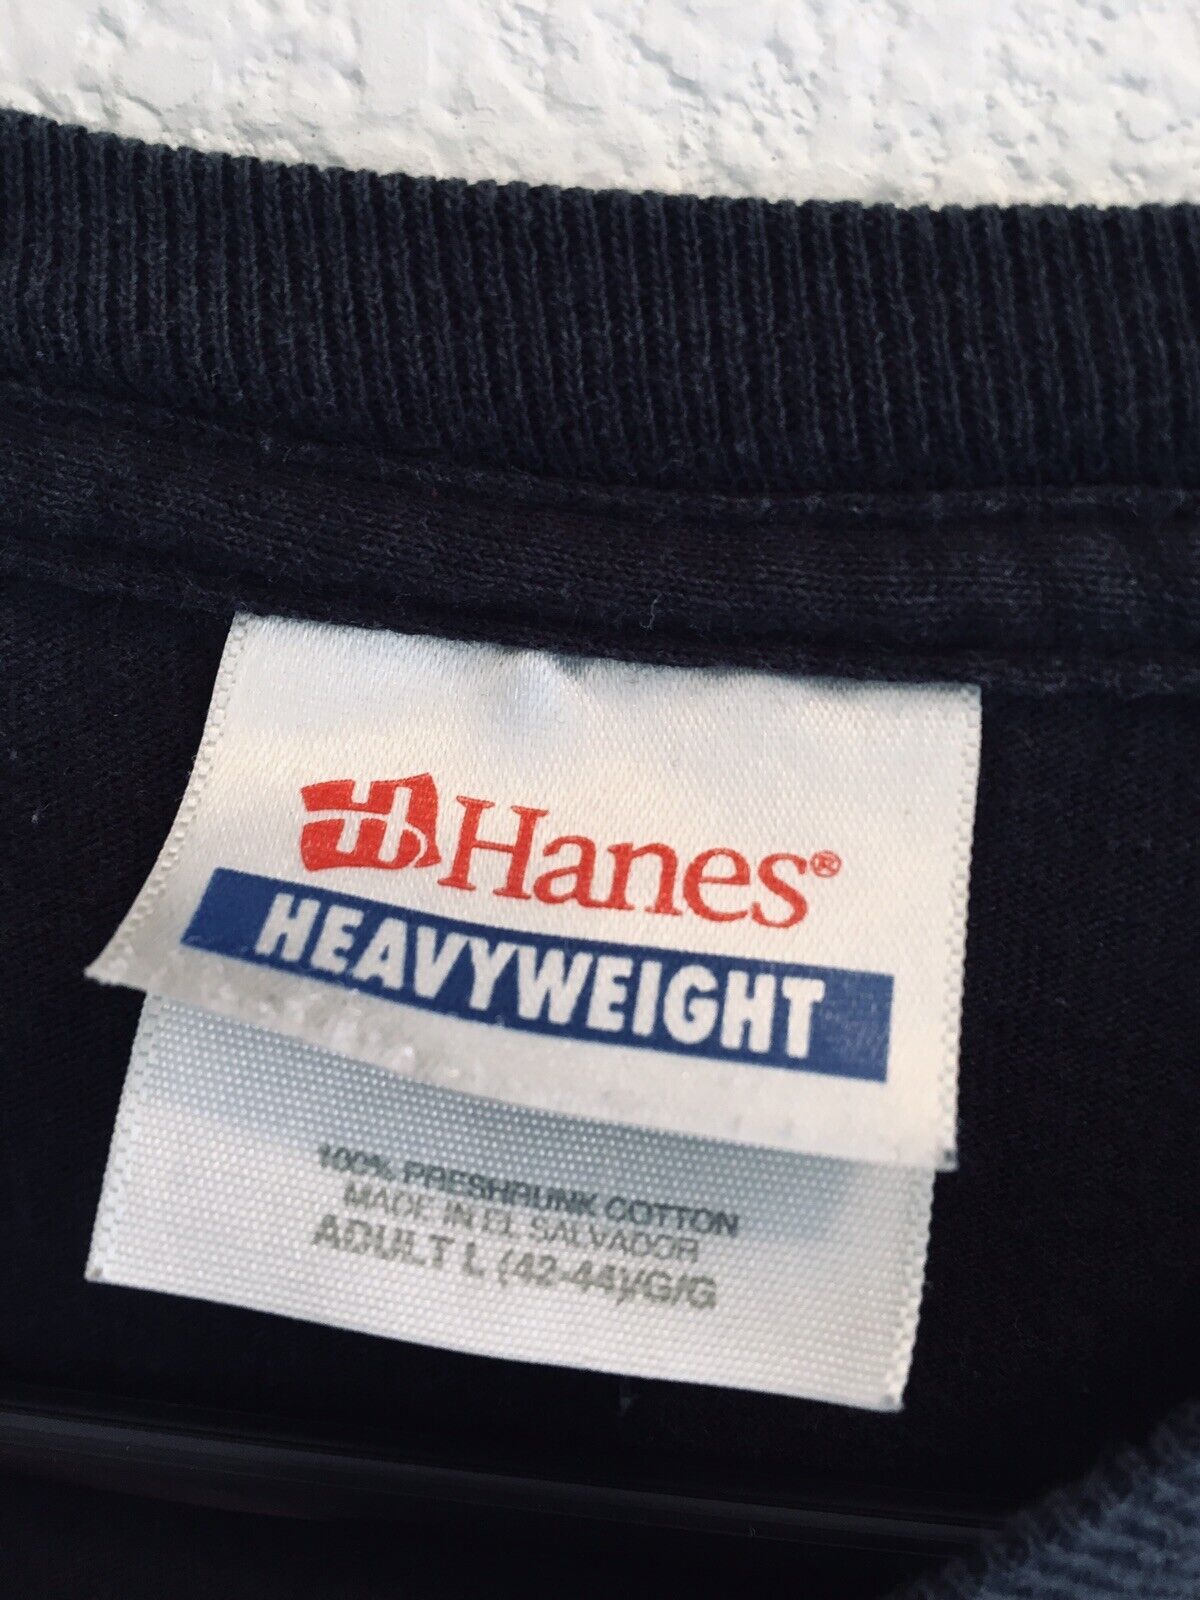 Hanes®
HEAVYWEIGHT
100% PRESHRUNK COTTON
MADE IN EL SALVADOR
ADULT L (42-44)/G/G